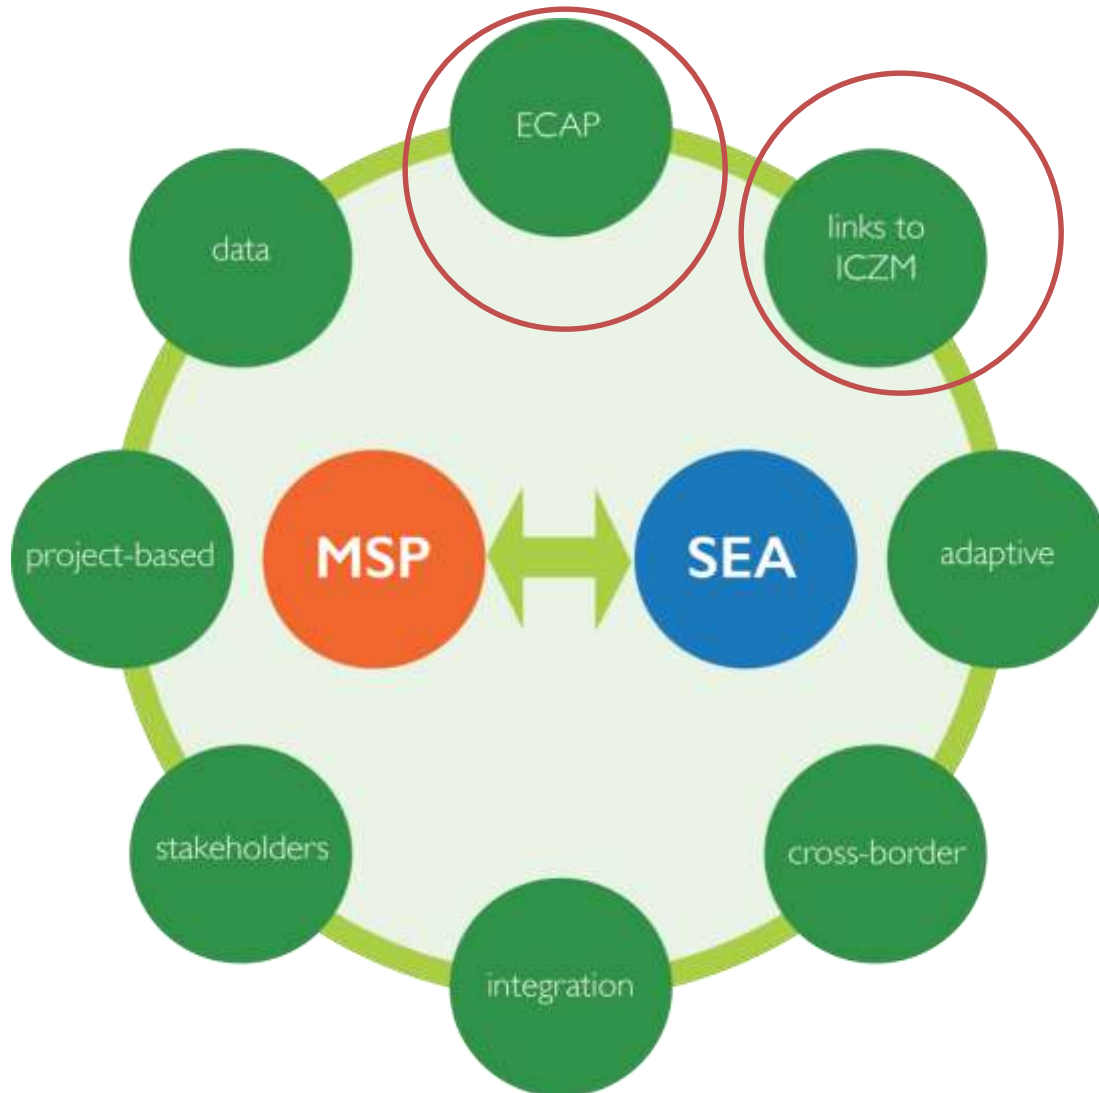 ECAP
links to
ICZM
data
project-based
MSP
SEA
adaptive
stakeholders
cross-border
integration